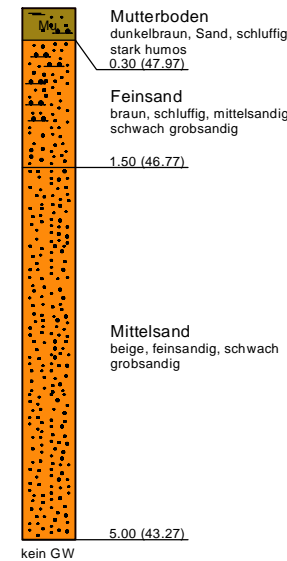 Mutterboden
Mu
dunkelbraun, Sand, schluffig
stark humos
0.30 (47.97)
Feinsand
braun, schluffig, mittelsandig
schwach grobsandig
1.50 (46.77)
Mittelsand
beige, feinsandig, schwach
grobsandig
5.00 (43.27)
kein GW